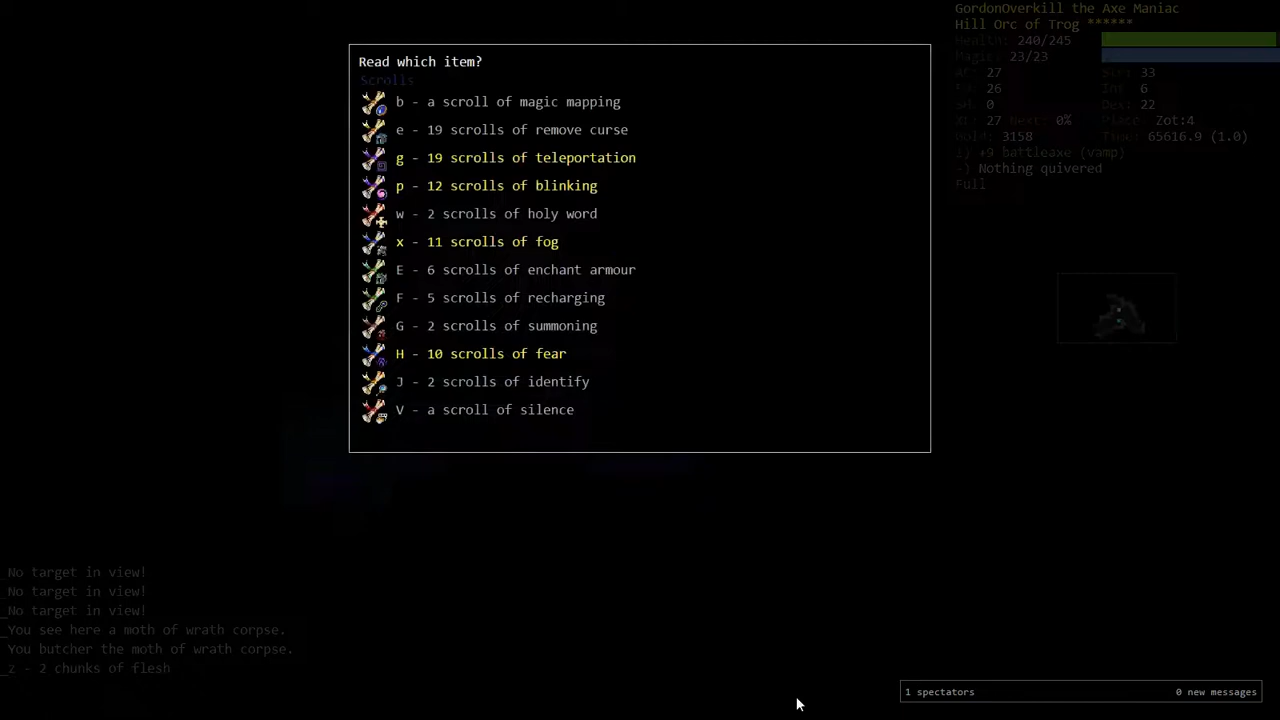 GordonOverkill the Axe Maniac
Hill Orc of Trog ******
Health: 240/245
Magic: 23/23
AC: 27 Str: 33
EV: 26 Int: 6
SH: 0 Dex: 22
XL: 27 Next: 0% Place: Zot:4
Gold: 3158 Time: 65616.9 (1.0)
+9 battleaxe (vamp)
-) Nothing quivered
Full
Read which item?
Scrolls
b - a scroll of magic mapping
e - 19 scrolls of remove curse
g - 19 scrolls of teleportation
p - 12 scrolls of blinking
w - 2 scrolls of holy word
x - 11 scrolls of fog
E - 6 scrolls of enchant armour
F - 5 scrolls of recharging
G - 2 scrolls of summoning
H - 10 scrolls of fear
J - 2 scrolls of identify
V - a scroll of silence
_No target in view!
_No target in view!
_No target in view!
_You see here a moth of wrath corpse.
You butcher the moth of wrath corpse.
_z - 2 chunks of flesh
1 spectators 0 new messages